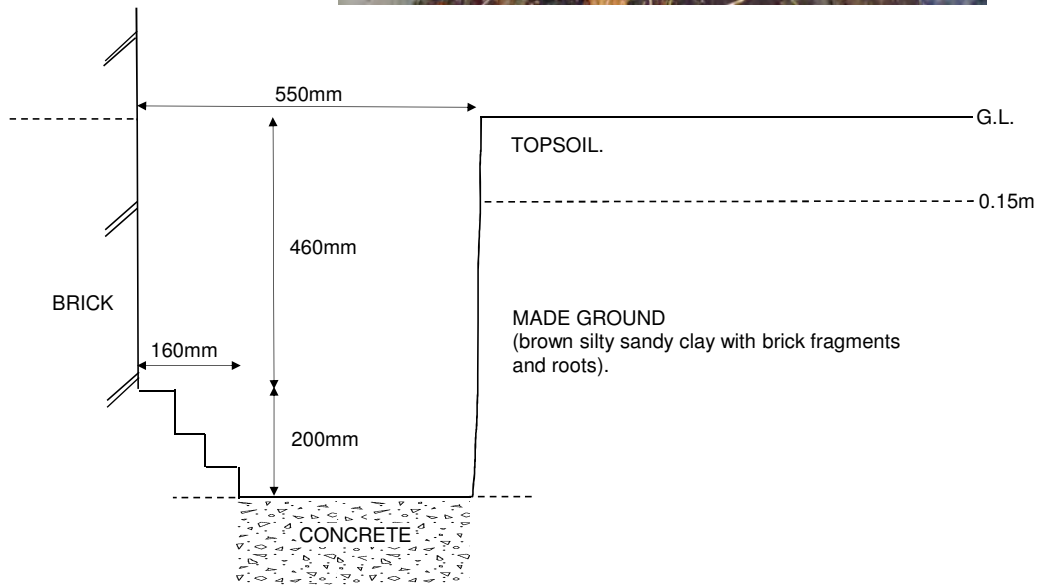 550mm
G.L.
TOPSOIL.
0.15m
460mm
BRICK
MADE GROUND
(brown silty sandy clay with brick fragments
and roots).
160mm
200mm
CONCRETE